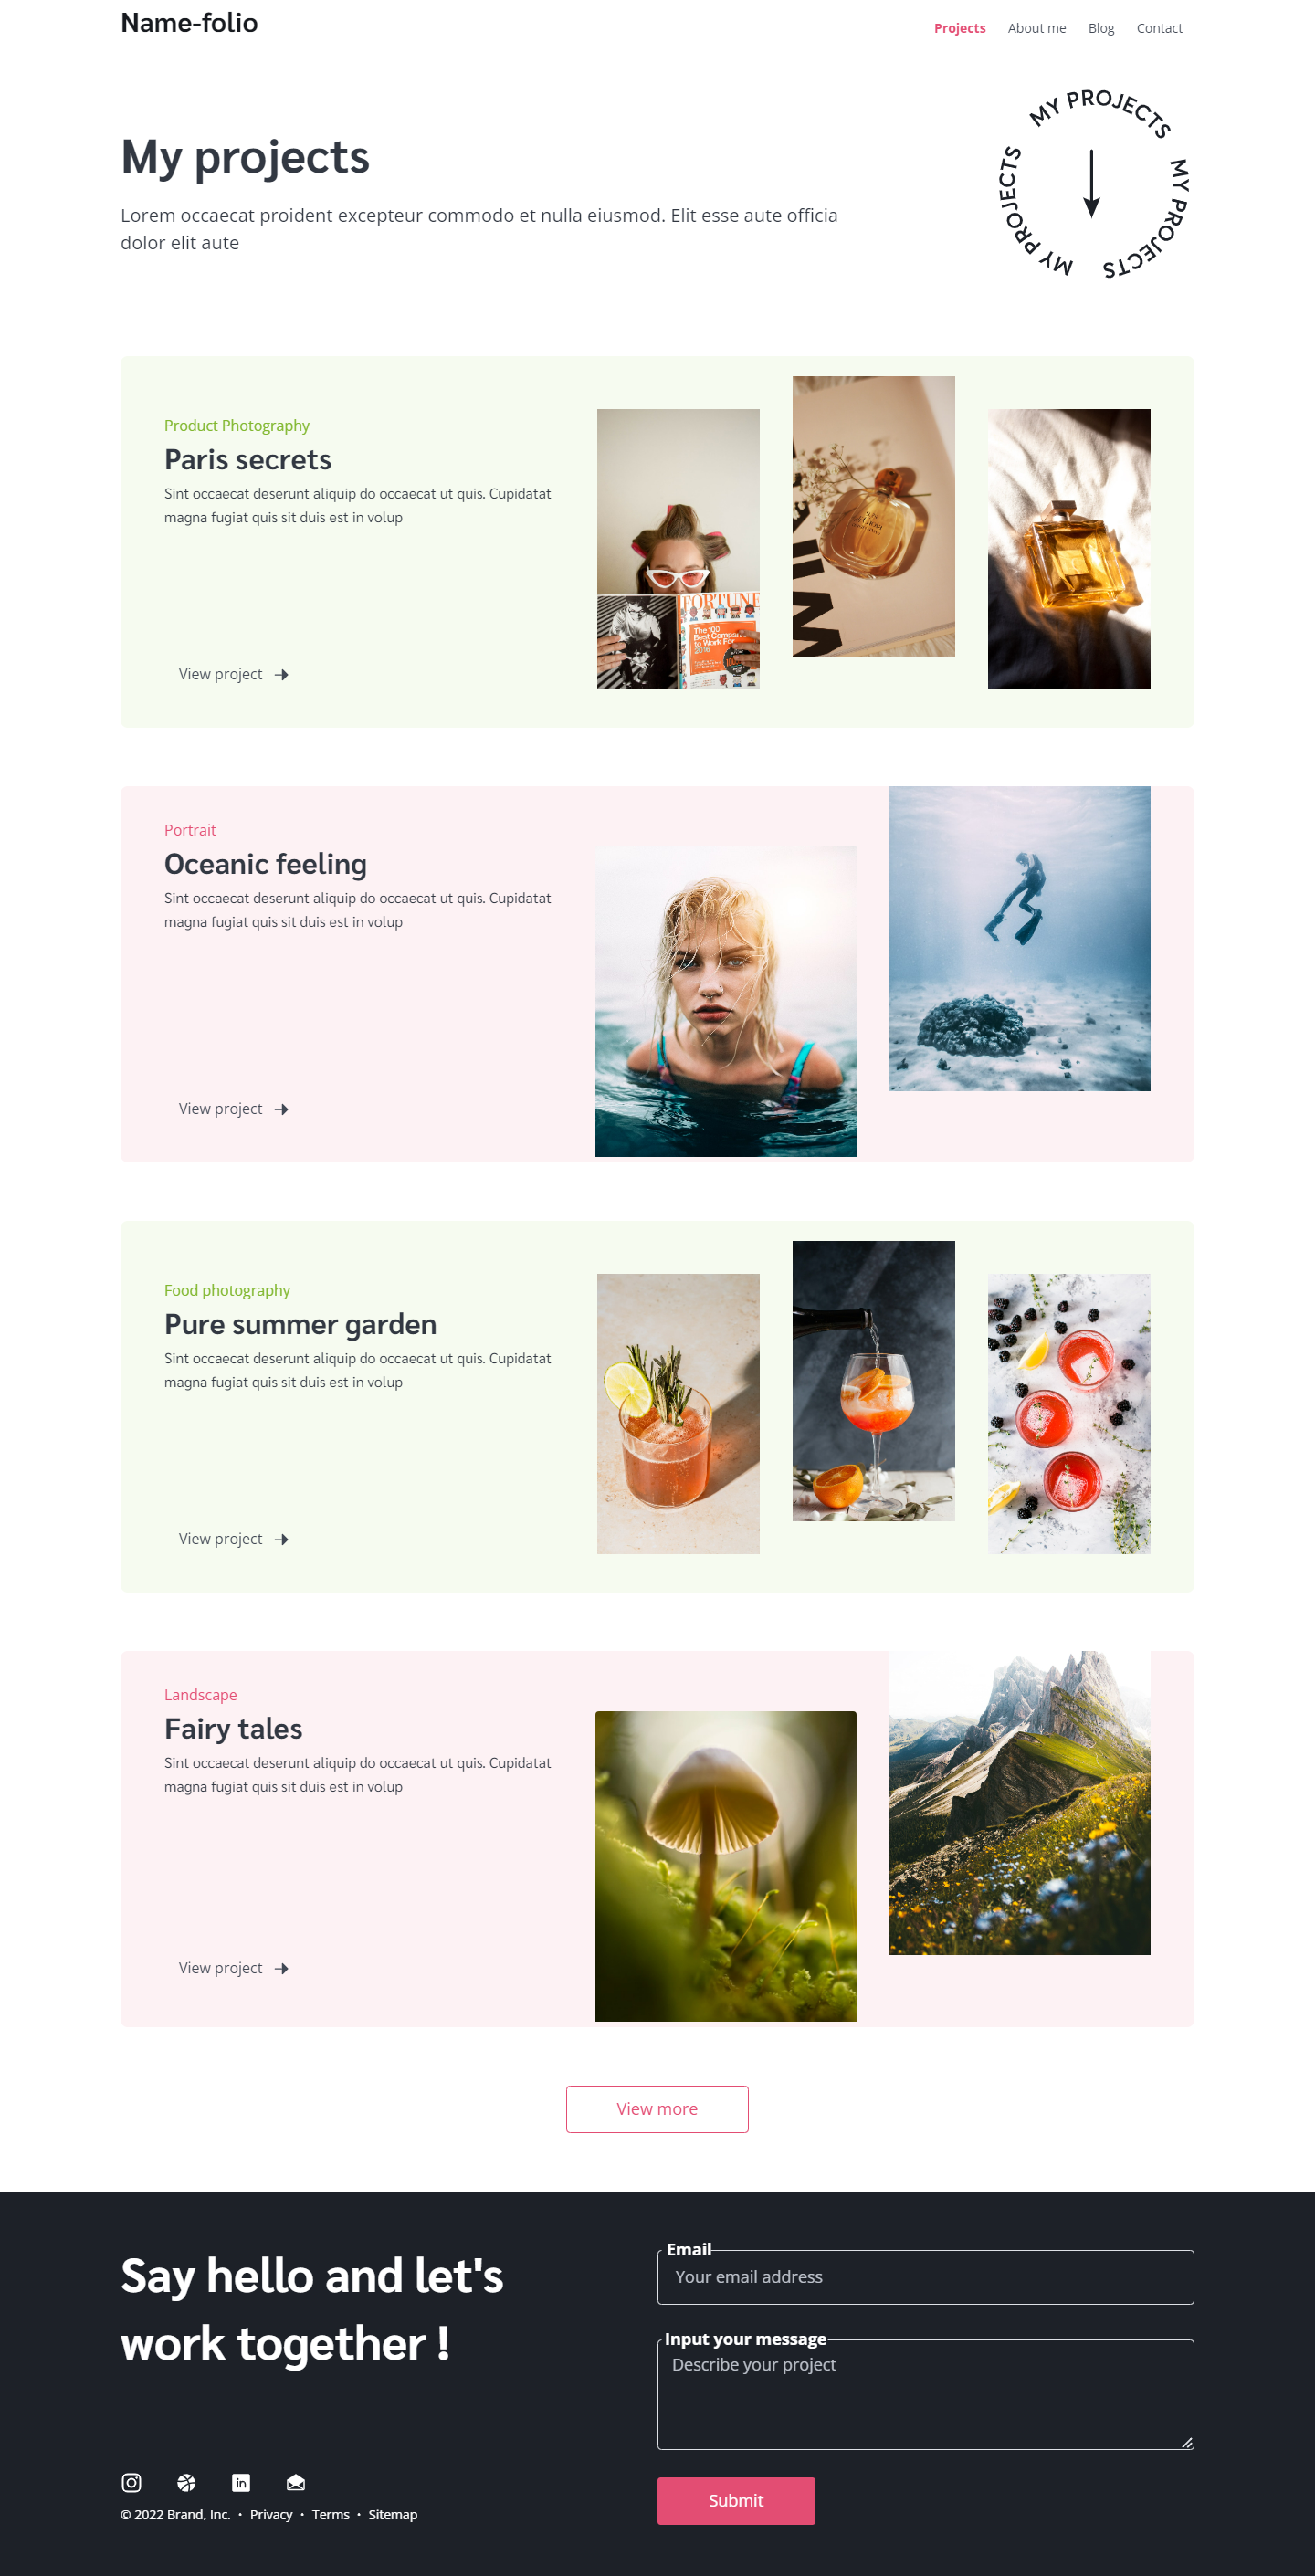 Name-folio
Projects About me Blog Contact
MY PROJECTS MY PROJECTS MY PROJECTS
My projects
Lorem occaecat proident excepteur commodo et nulla eiusmod. Elit esse aute officia
dolor elit aute
Product Photography
Paris secrets
Sint occaecat deserunt aliquip do occaecat ut quis. Cupidatat
magna fugiat quis sit duis est in volup
FORTUNE
The 100
Best Compa
to Work For
2016
View project
Portrait
Oceanic feeling
Sint occaecat deserunt aliquip do occaecat ut quis. Cupidatat
magna fugiat quis sit duis est in volup
View project
Food photography
Pure summer garden
Sint occaecat deserunt aliquip do occaecat ut quis. Cupidatat
magna fugiat quis sit duis est in volup
View project
Landscape
Fairy tales
Sint occaecat deserunt aliquip do occaecat ut quis. Cupidatat
magna fugiat quis sit duis est in volup
View project
View more
Say hello and let's
work together !
Email
Your email address
Input your message
Describe your project
Submit
© 2022 Brand, Inc. • Privacy • Terms • Sitemap